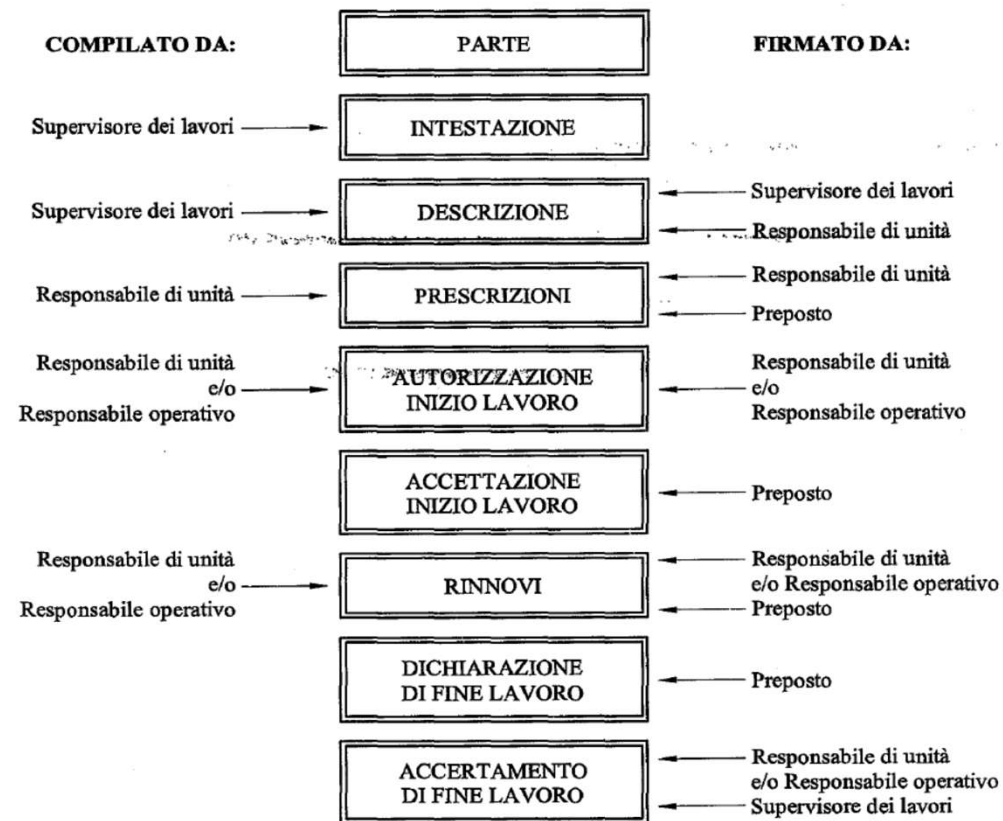 COMPILATO DA:
PARTE
FIRMATO DA:
Supervisore dei lavori
INTESTAZIONE
Supervisore dei lavori
DESCRIZIONE
Supervisore dei lavori
Responsabile di unità
Responsabile di unità
PRESCRIZIONI
Responsabile di unità
Preposto
Responsabile di unità
e/o
Responsabile operativo
AUTORIZZAZIONE
INIZIO LAVORO
Responsabile di unità
e/o
Responsabile operativo
ACCETTAZIONE
INIZIO LAVORO
Preposto
Responsabile di unità
e/o
Responsabile operativo
RINNOVI
Responsabile di unità
e/o Responsabile operativo
Preposto
DICHIARAZIONE
DI FINE LAVORO
Preposto
ACCERTAMENTO
DI FINE LAVORO
Responsabile di unità
e/o Responsabile operativo
Supervisore dei lavori